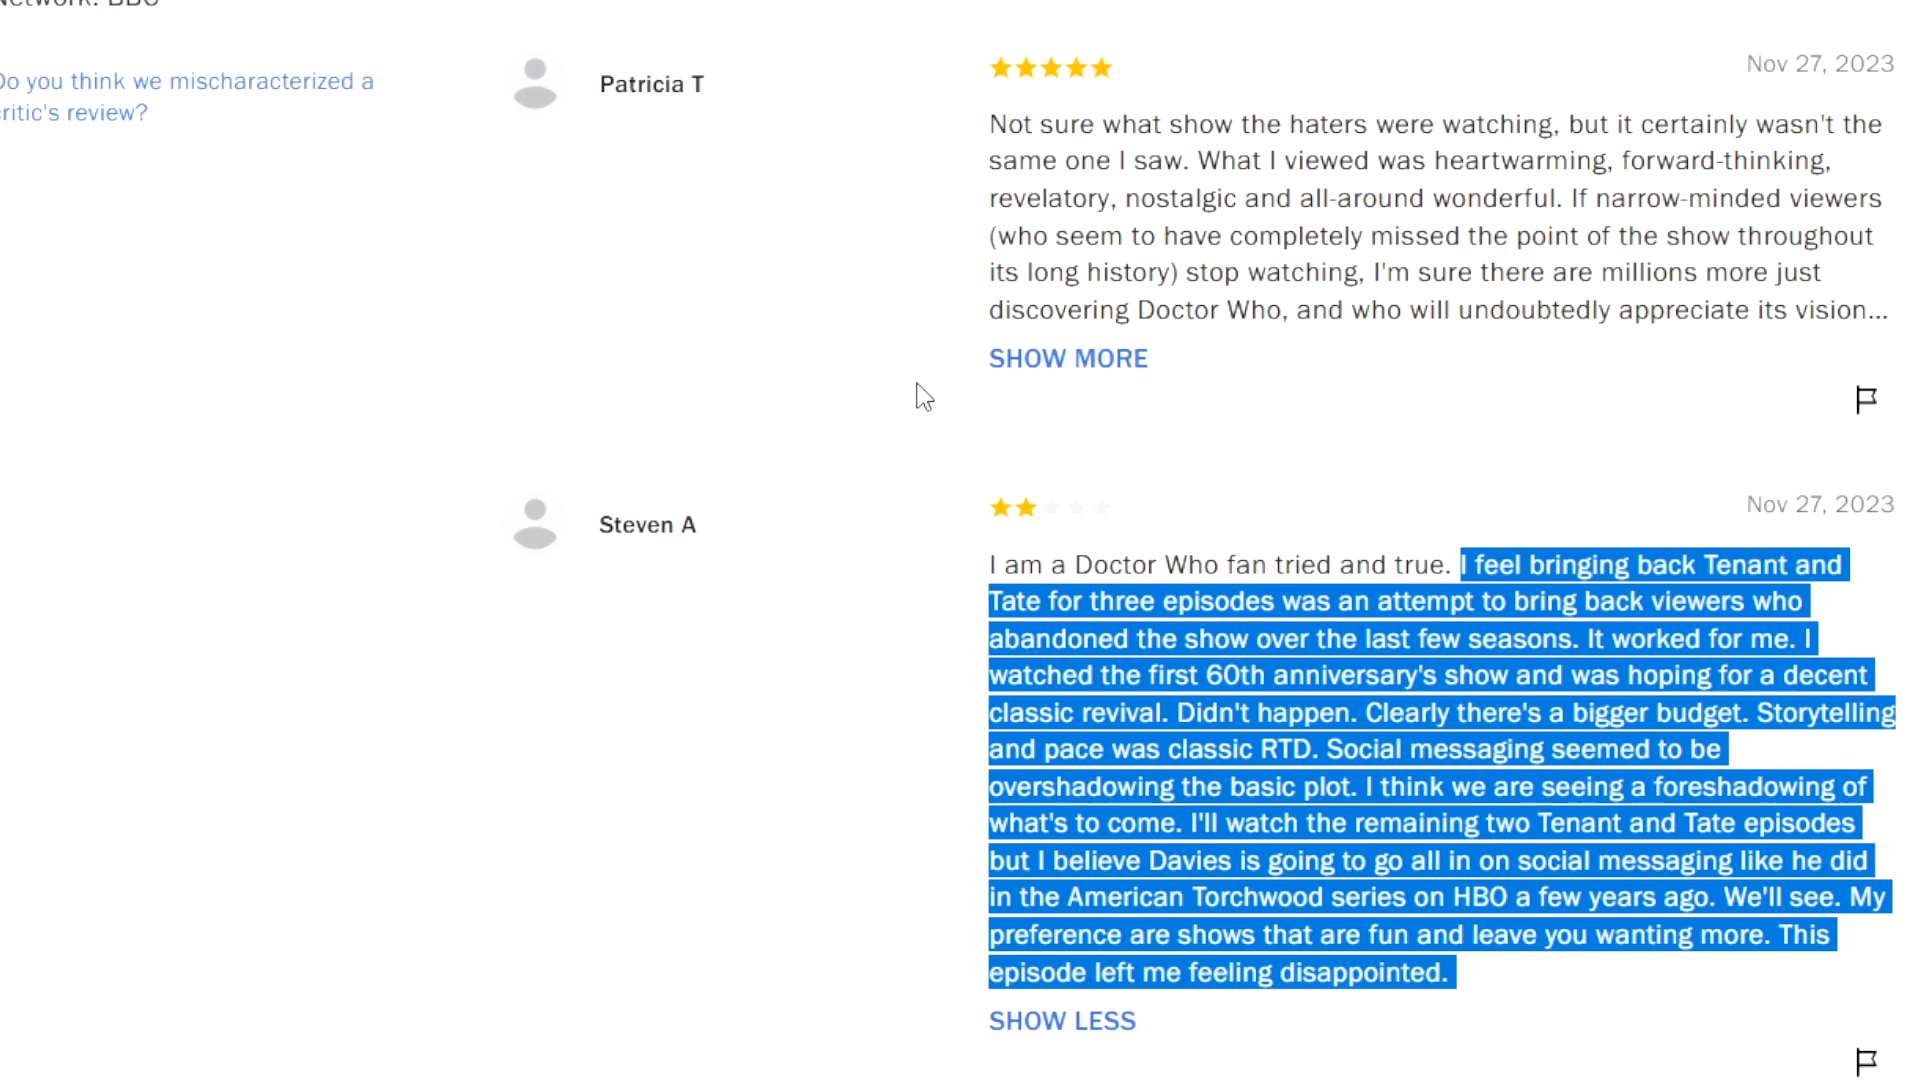 Do you think we mischaracterized a
critic's review?
Patricia T
Nov 27, 2023
Not sure what show the haters were watching, but it certainly wasn't the
same one I saw. What I viewed was heartwarming, forward-thinking,
revelatory, nostalgic and all-around wonderful. If narrow-minded viewers
(who seem to have completely missed the point of the show throughout
its long history) stop watching, I'm sure there are millions more just
discovering Doctor Who, and who will undoubtedly appreciate its vision...
SHOW MORE
Steven A
Nov 27, 2023
I am a Doctor Who fan tried and true. I feel bringing back Tenant and
Tate for three episodes was an attempt to bring back viewers who
abandoned the show over the last few seasons. It worked for me. I
watched the first 60th anniversary's show and was hoping for a decent
classic revival. Didn't happen. Clearly there's a bigger budget. Storytelling
and pace was classic RTD. Social messaging seemed to be
overshadowing the basic plot. I think we are seeing a foreshadowing of
what's to come. I'll watch the remaining two Tenant and Tate episodes
but I believe Davies is going to go all in on social messaging like he did
in the American Torchwood series on HBO a few years ago. We'll see. My
preference are shows that are fun and leave you wanting more. This
episode left me feeling disappointed.
SHOW LESS